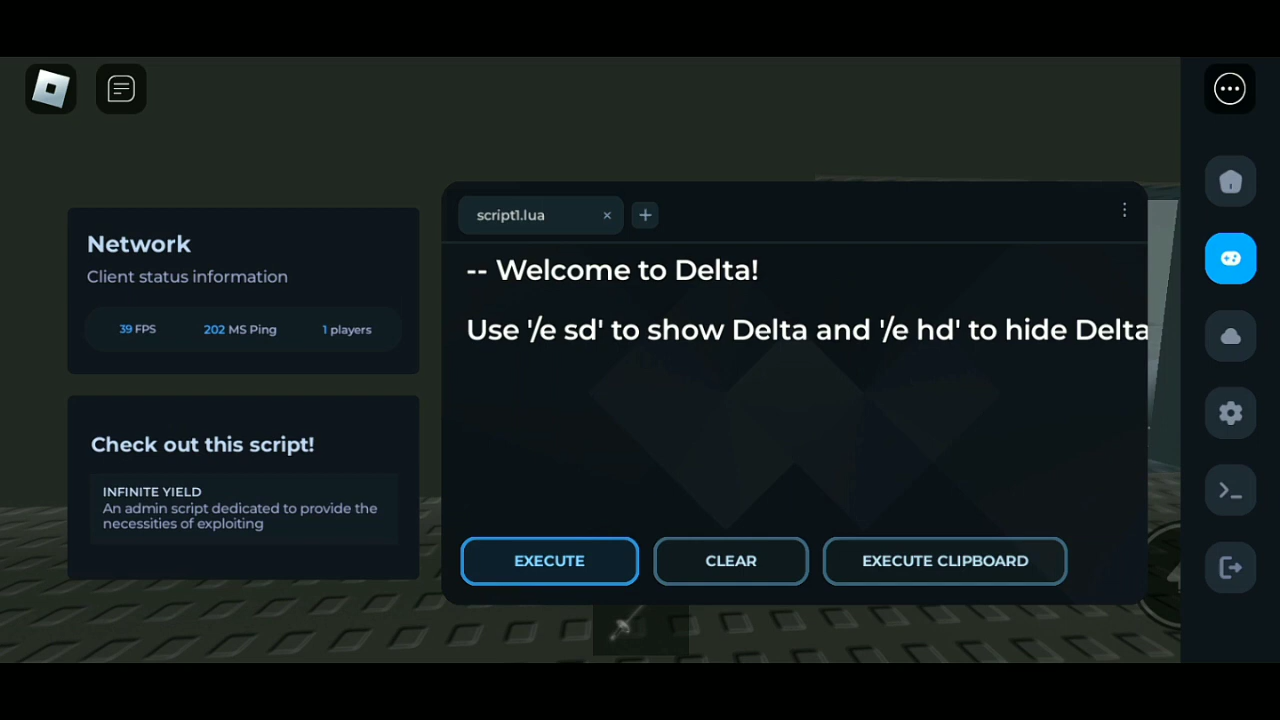 Network
Client status information
39 FPS
202 MS Ping
1 players
Check out this script!
INFINITE YIELD
An admin script dedicated to provide the
necessities of exploiting
script1.lua
-- Welcome to Delta!
Use '/e sd' to show Delta and '/e hd' to hide Delta
EXECUTE
CLEAR
EXECUTE CLIPBOARD